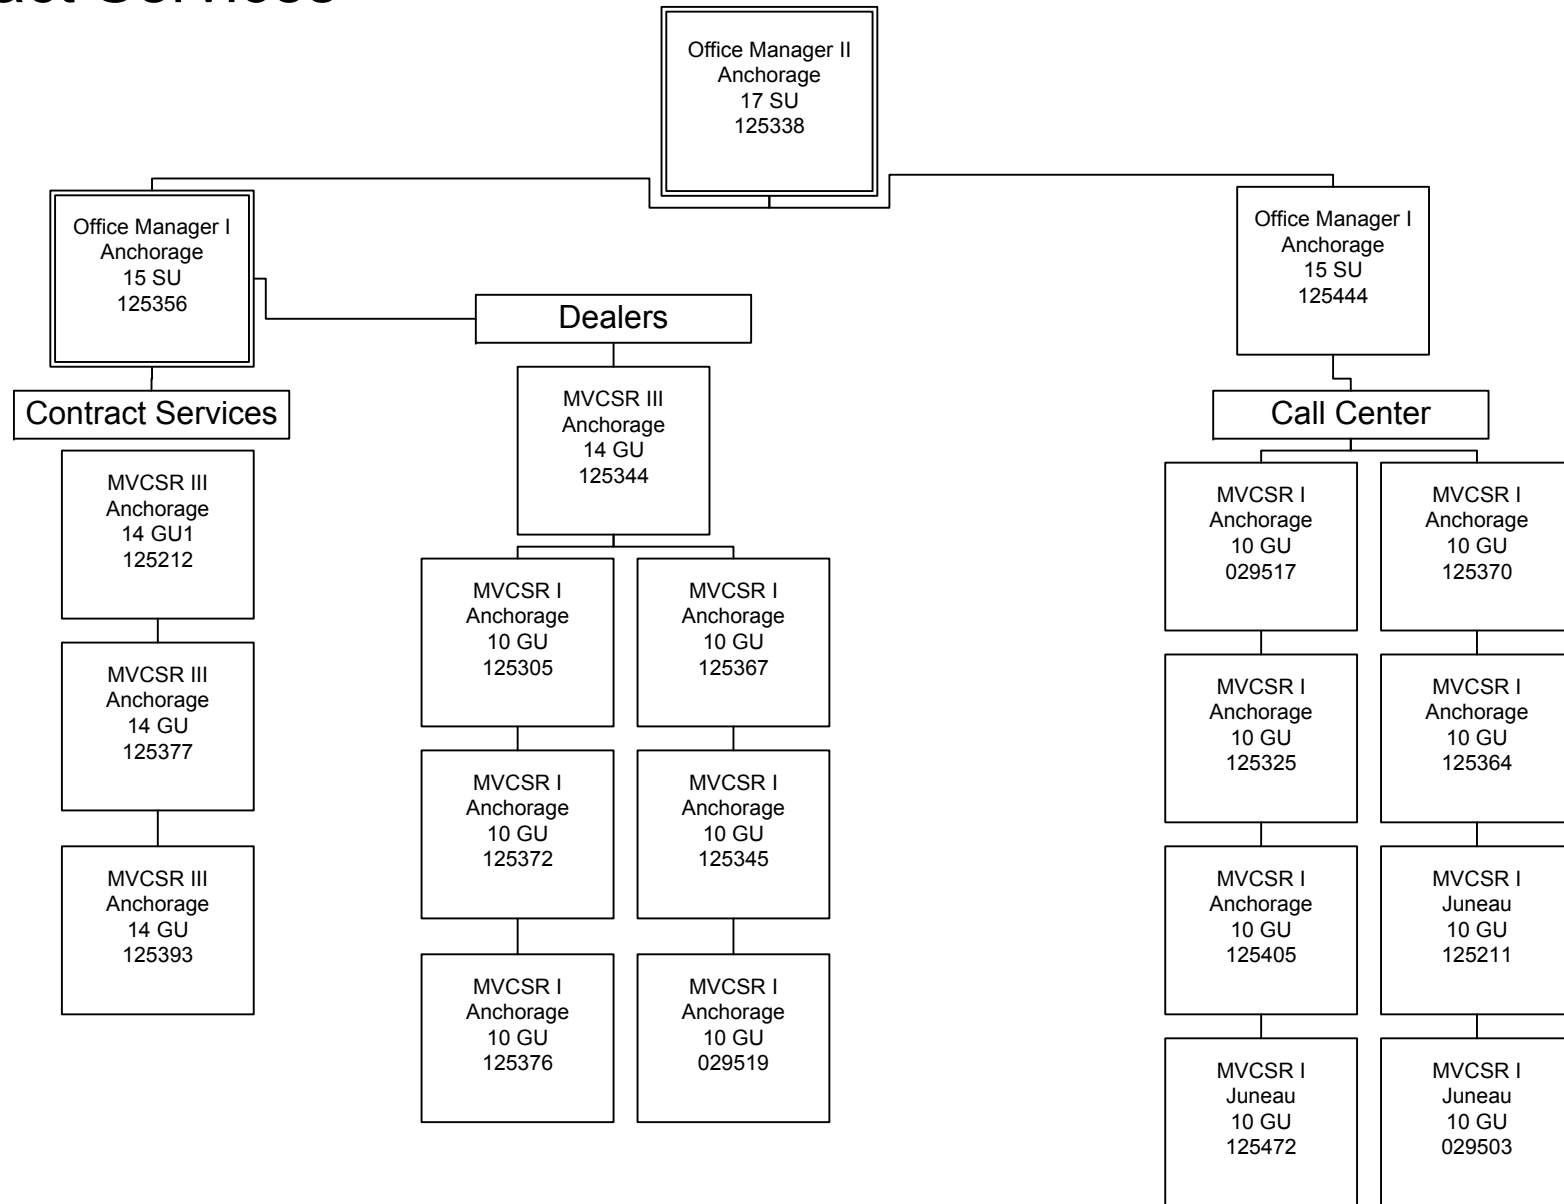 Office Manager II
Anchorage
17 SU
125338
Office Manager I
Anchorage
15 SU
125356
Office Manager I
Anchorage
15 SU
125444
Dealers
Contract Services
Call Center
MVCSR III
Anchorage
14 GU1
125212
MVCSR III
Anchorage
14 GU
125377
MVCSR III
Anchorage
14 GU
125393
MVCSR III
Anchorage
14 GU
125344
MVCSR I
Anchorage
10 GU
125305
MVCSR I
Anchorage
10 GU
125367
MVCSR I
Anchorage
10 GU
125372
MVCSR I
Anchorage
10 GU
125345
MVCSR I
Anchorage
10 GU
125376
MVCSR I
Anchorage
10 GU
029519
MVCSR I
Anchorage
10 GU
029517
MVCSR I
Anchorage
10 GU
125370
MVCSR I
Anchorage
10 GU
125325
MVCSR I
Anchorage
10 GU
125364
MVCSR I
Anchorage
10 GU
125405
MVCSR I
Juneau
10 GU
125211
MVCSR I
Juneau
10 GU
125472
MVCSR I
Juneau
10 GU
029503